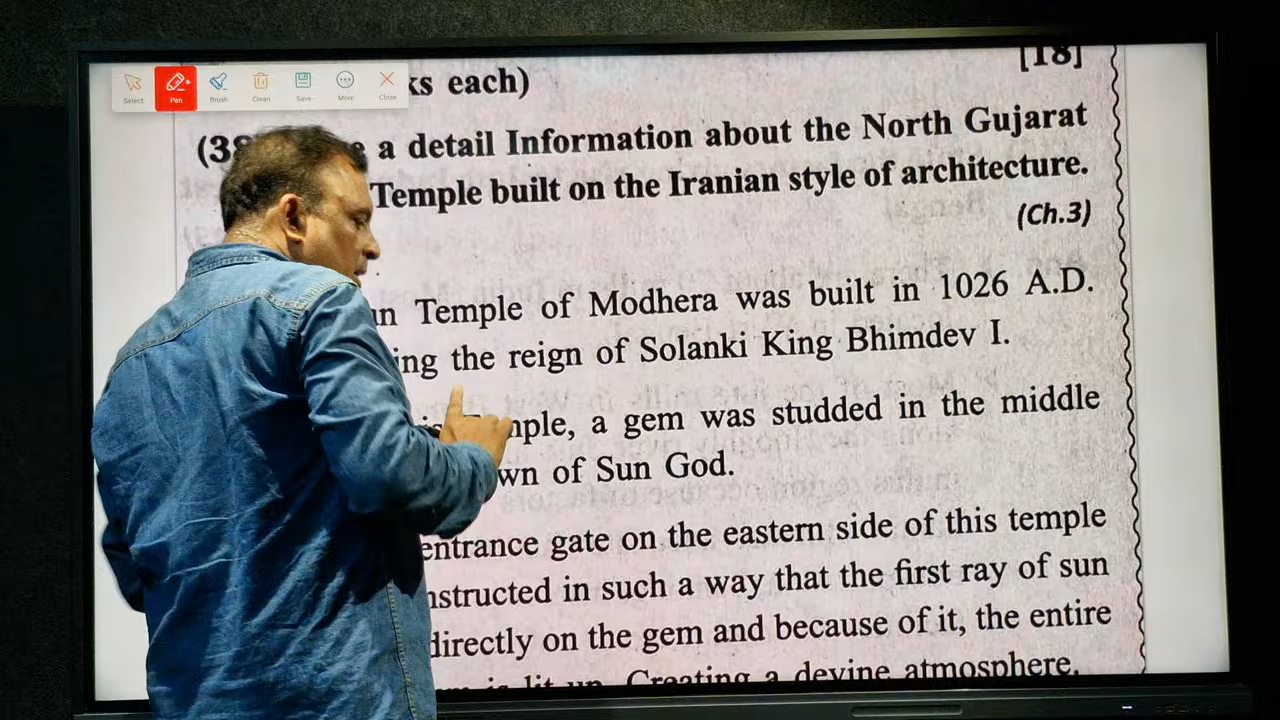 Select Pen Brush Clean Save More Close
[18]
ks each)
a detail Information about the North Gujarat
Temple built on the Iranian style of architecture.
(Ch.3)
Temple of Modhera was built in 1026 A.D.
ing the reign of Solanki King Bhimdev I.
mple, a gem was studded in the middle
wn of Sun God.
entrance gate on the eastern side of this temple
nstructed in such a way that the first ray of sun
directly on the gem and because of it, the entire
is lit up. Creating a devine atmosphere.